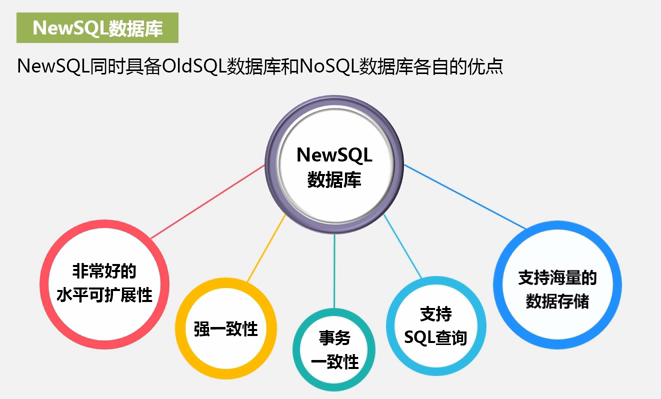 NewSQL数据库
NewSQL同时具备OldSQL数据库和NoSQL数据库各自的优点
NewSQL
数据库
非常好的
水平可扩展性
强一致性
事务
一致性
支持
SQL查询
支持海量的
数据存储